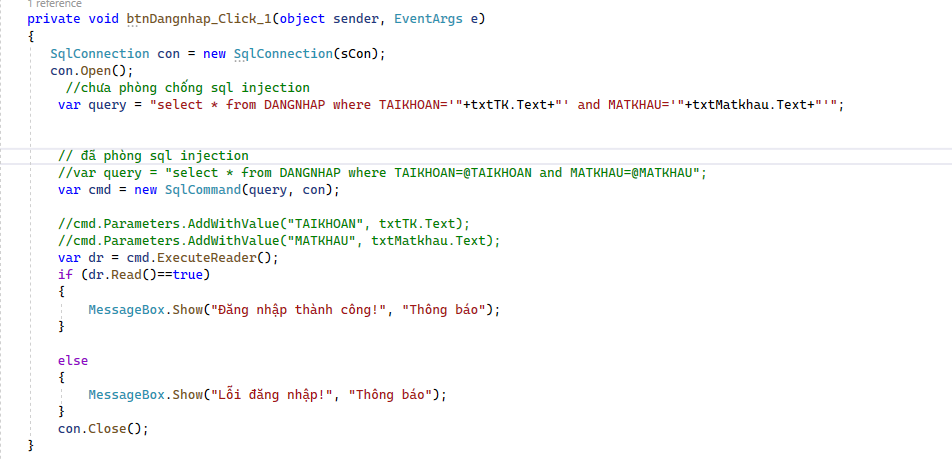 1 reference
private void btnDangnhap_Click_1(object sender, EventArgs e)
{
SqlConnection con = new SqlConnection(sCon);
con.Open();
//chưa phòng chống sql injection
var query = "select * from DANGNHAP where TAIKHOAN='"+txtTK.Text+"' and MATKHAU='"+txtMatkhau.Text+"'";
// đã phòng sql injection
//var query = "select * from DANGNHAP where TAIKHOAN=@TAIKHOAN and MATKHAU=@MATKHAU";
var cmd = new SqlCommand(query, con);
//cmd.Parameters.AddWithValue("TAIKHOAN", txtTK.Text);
//cmd.Parameters.AddWithValue("MATKHAU", txtMatkhau.Text);
var dr = cmd.ExecuteReader();
if (dr.Read()==true)
{
MessageBox.Show("Đăng nhập thành công!", "Thông báo");
}
else
{
MessageBox.Show("Lỗi đăng nhập!", "Thông báo");
}
con.Close();
}